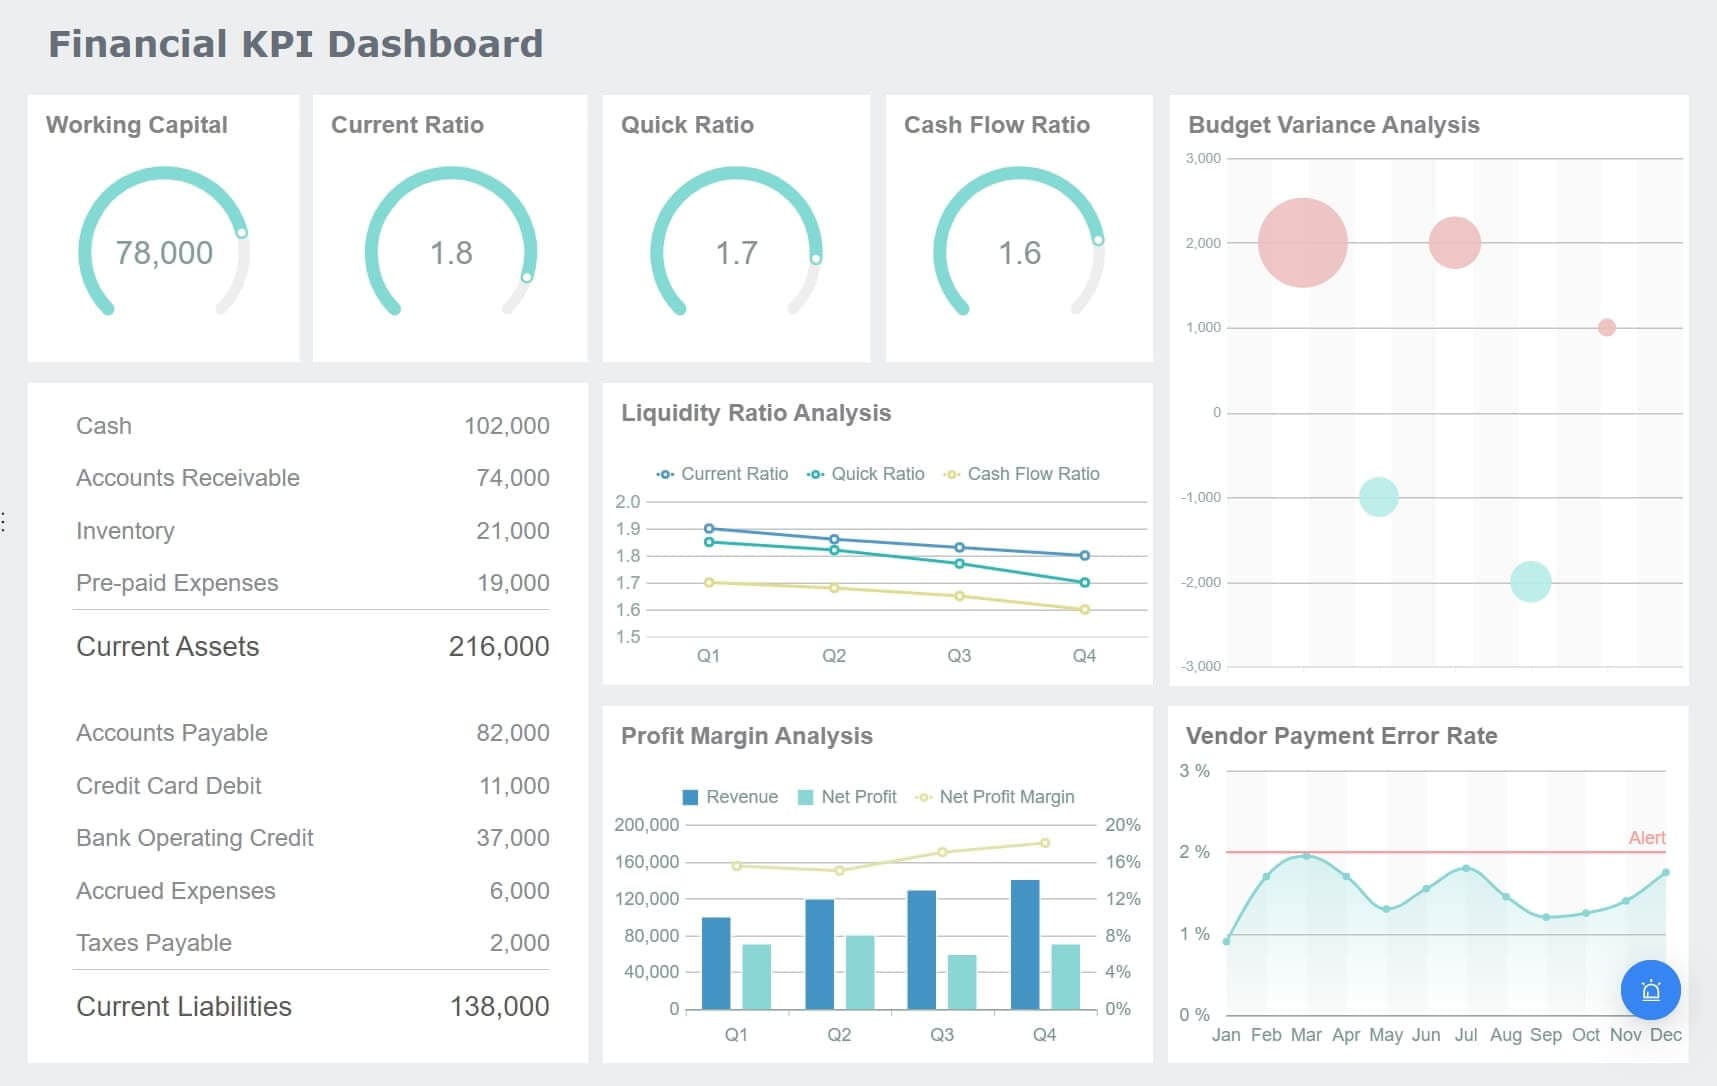 Financial KPI Dashboard
Working Capital
78,000
Current Ratio
1.8
Quick Ratio
1.7
Cash Flow Ratio
1.6
Budget Variance Analysis
3,000
2,000
1,000
0
-1,000
-2,000
-3,000
Cash 102,000
Accounts Receivable 74,000
Inventory 21,000
Pre-paid Expenses 19,000
Current Assets 216,000
Accounts Payable 82,000
Credit Card Debit 11,000
Bank Operating Credit 37,000
Accrued Expenses 6,000
Taxes Payable 2,000
Current Liabilities 138,000
Liquidity Ratio Analysis
Current Ratio Quick Ratio Cash Flow Ratio
2.0
1.9
1.8
1.7
1.6
1.5
Q1 Q2 Q3 Q4
Profit Margin Analysis
Revenue Net Profit Net Profit Margin
200,000 20%
160,000 16%
120,000 12%
80,000 8%
40,000 4%
0 0%
Q1 Q2 Q3 Q4
Vendor Payment Error Rate
3 %
Alert
2 %
1 %
0 %
Jan Feb Mar Apr May Jun Jul Aug Sep Oct Nov Dec